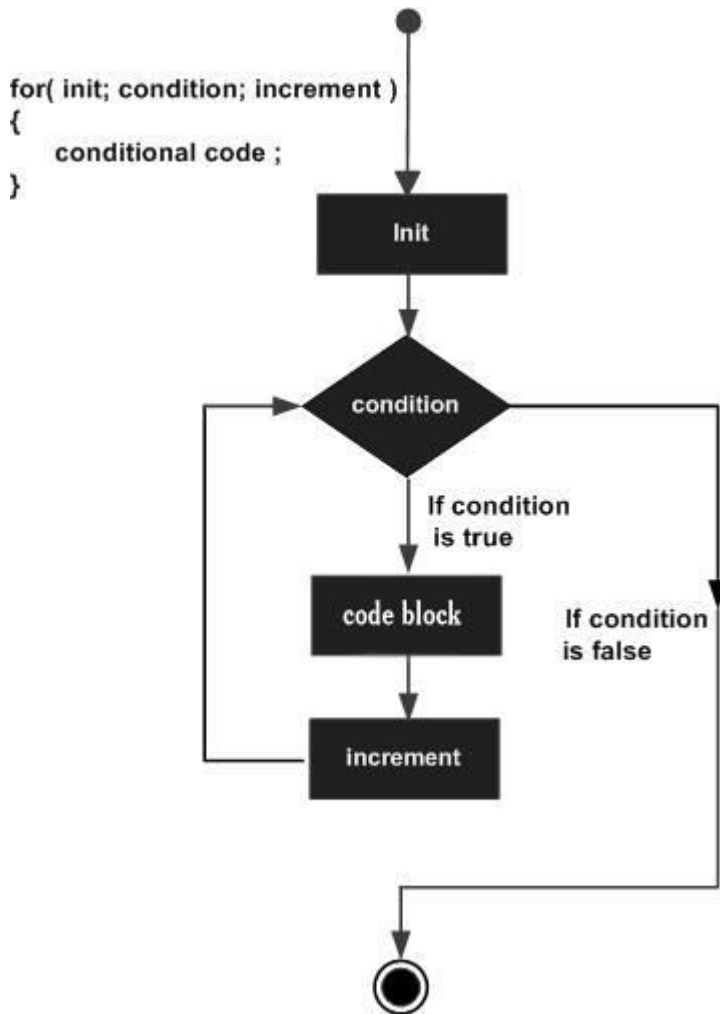 for( init; condition; increment )
{
conditional code ;
}
Init
condition
If condition
is true
code block
If condition
is false
increment